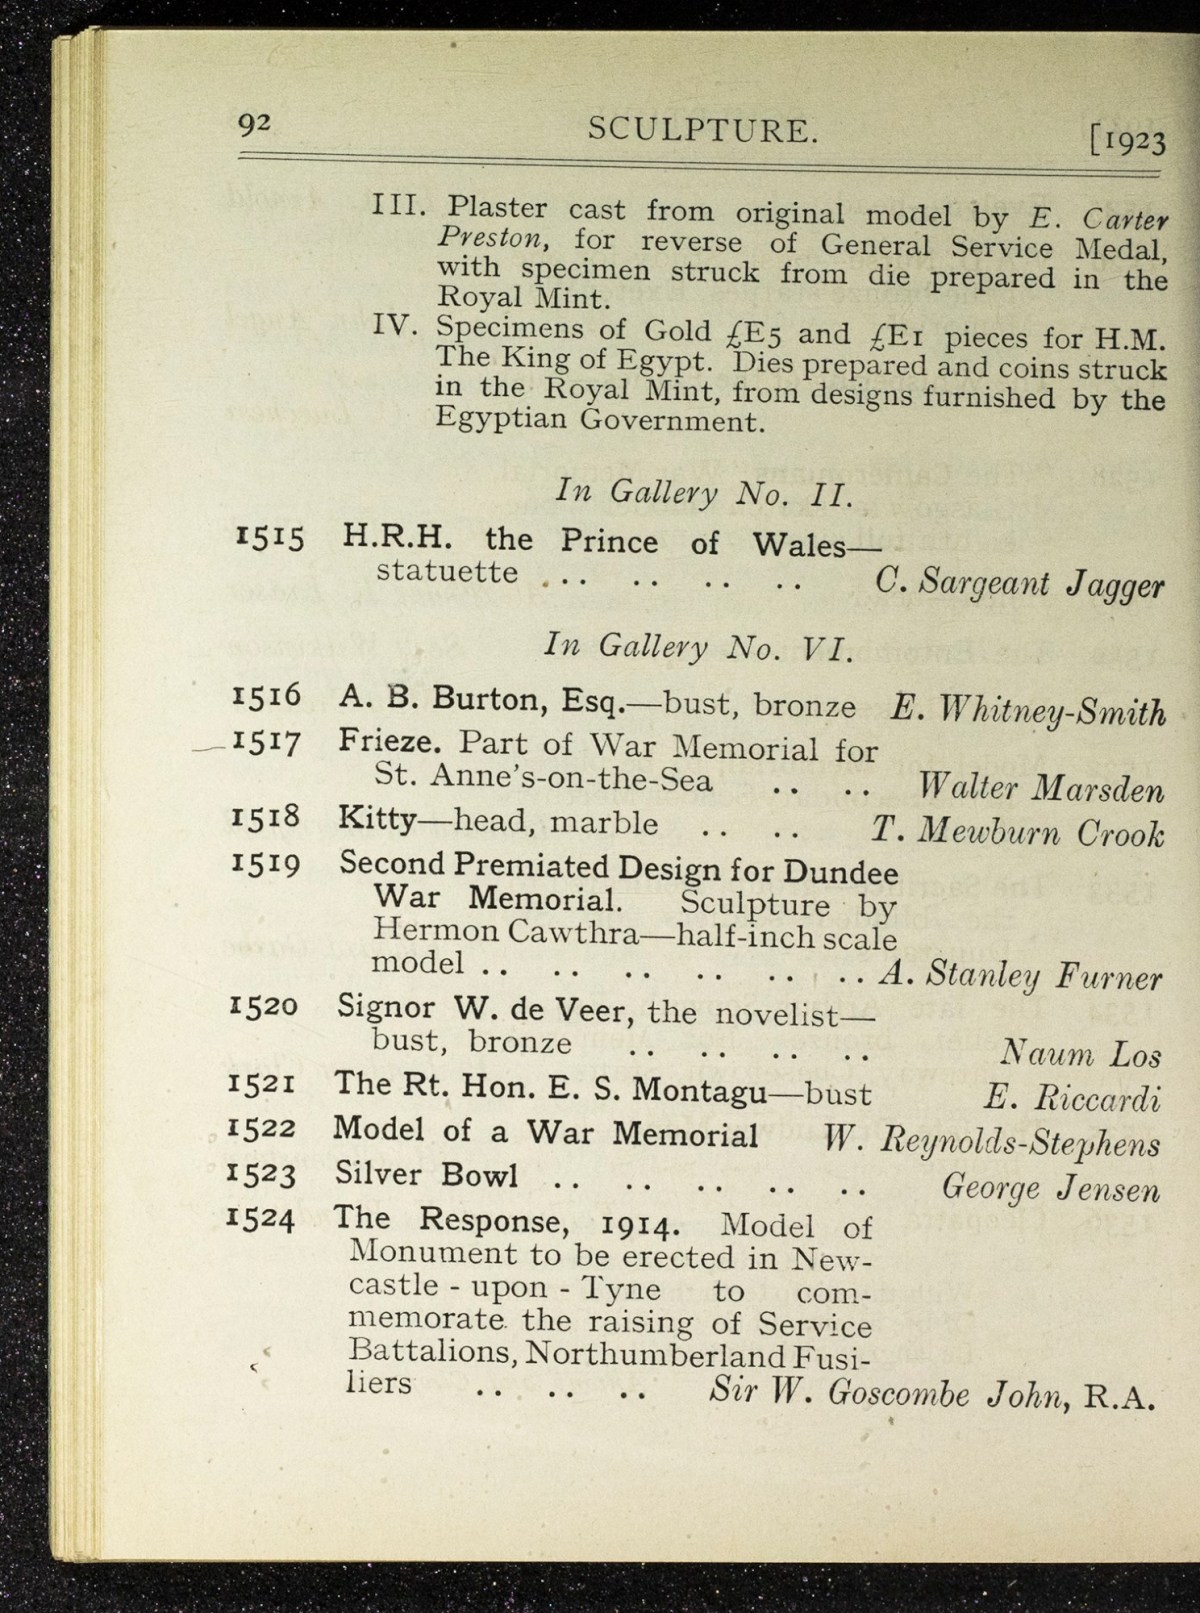 92 SCULPTURE. [1923
III. Plaster cast from original model by E. Carter
Preston, for reverse of General Service Medal,
with specimen struck from die prepared in the
Royal Mint.
IV. Specimens of Gold £E5 and £E1 pieces for H.M.
The King of Egypt. Dies prepared and coins struck
in the Royal Mint, from designs furnished by the
Egyptian Government.
In Gallery No. II.
1515 H.R.H. the Prince of Wales—
statuette . .. .. .. .. C. Sargeant Jagger
In Gallery No. VI.
1516 A. B. Burton, Esq.—bust, bronze E. Whitney-Smith
1517 Frieze. Part of War Memorial for
St. Anne's-on-the-Sea .. .. Walter Marsden
1518 Kitty—head, marble .. .. T. Mewburn Crook
1519 Second Premiated Design for Dundee
War Memorial. Sculpture by
Hermon Cawthra—half-inch scale
model .. .. .. .. .. .. A. Stanley Furner
1520 Signor W. de Veer, the novelist—
bust, bronze .. .. .. .. Naum Los
1521 The Rt. Hon. E. S. Montagu—bust E. Riccardi
1522 Model of a War Memorial W. Reynolds-Stephens
1523 Silver Bowl .. .. .. .. .. George Jensen
1524 The Response, 1914. Model of
Monument to be erected in New-
castle - upon - Tyne to com-
memorate the raising of Service
Battalions, Northumberland Fusi-
liers .. .. .. Sir W. Goscombe John, R.A.